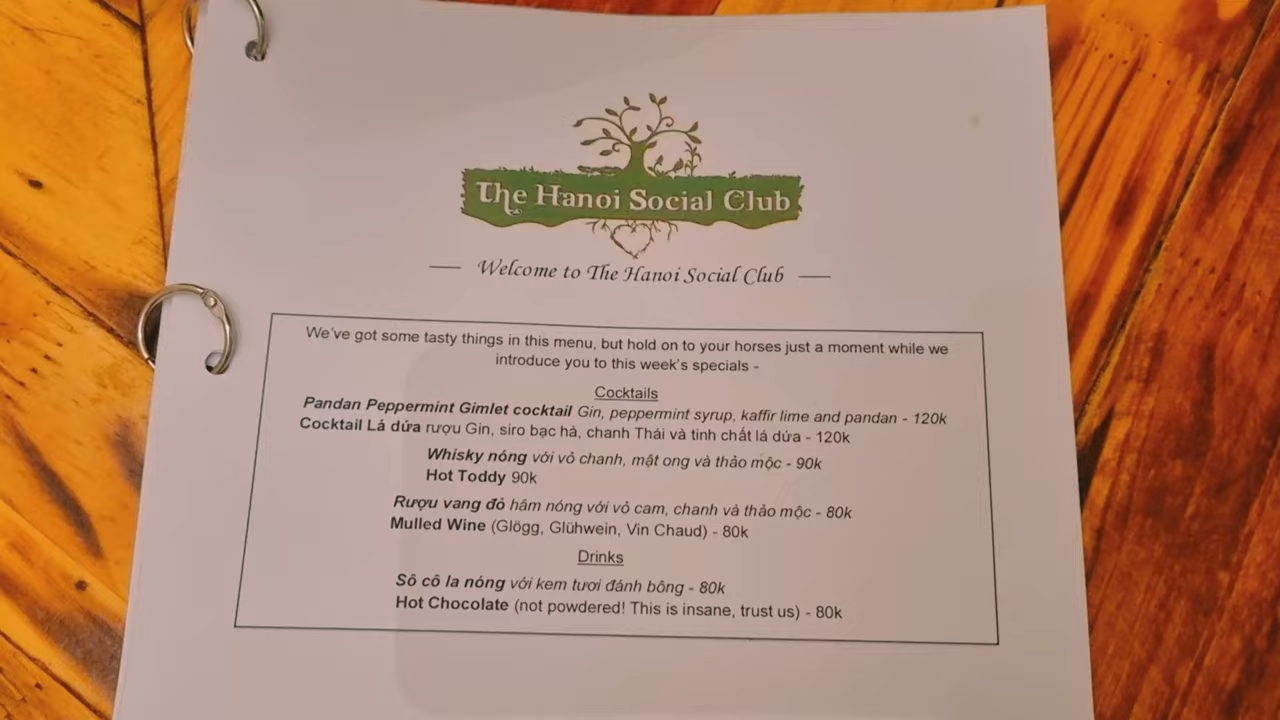 The Hanoi Social Club
— Welcome to The Hanoi Social Club —
We've got some tasty things in this menu, but hold on to your horses just a moment while we
introduce you to this week's specials -
Cocktails
Pandan Peppermint Gimlet cocktail Gin, peppermint syrup, kaffir lime and pandan - 120k
Cocktail Lá dứa rượu Gin, siro bạc hà, chanh Thái và tinh chất lá dứa - 120k
Whisky nóng với vỏ chanh, mật ong và thảo mộc - 90k
Hot Toddy 90k
Rượu vang đỏ hâm nóng với vỏ cam, chanh và thảo mộc - 80k
Mulled Wine (Glögg, Glühwein, Vin Chaud) - 80k
Drinks
Sô cô la nóng với kem tươi đánh bông - 80k
Hot Chocolate (not powdered! This is insane, trust us) - 80k